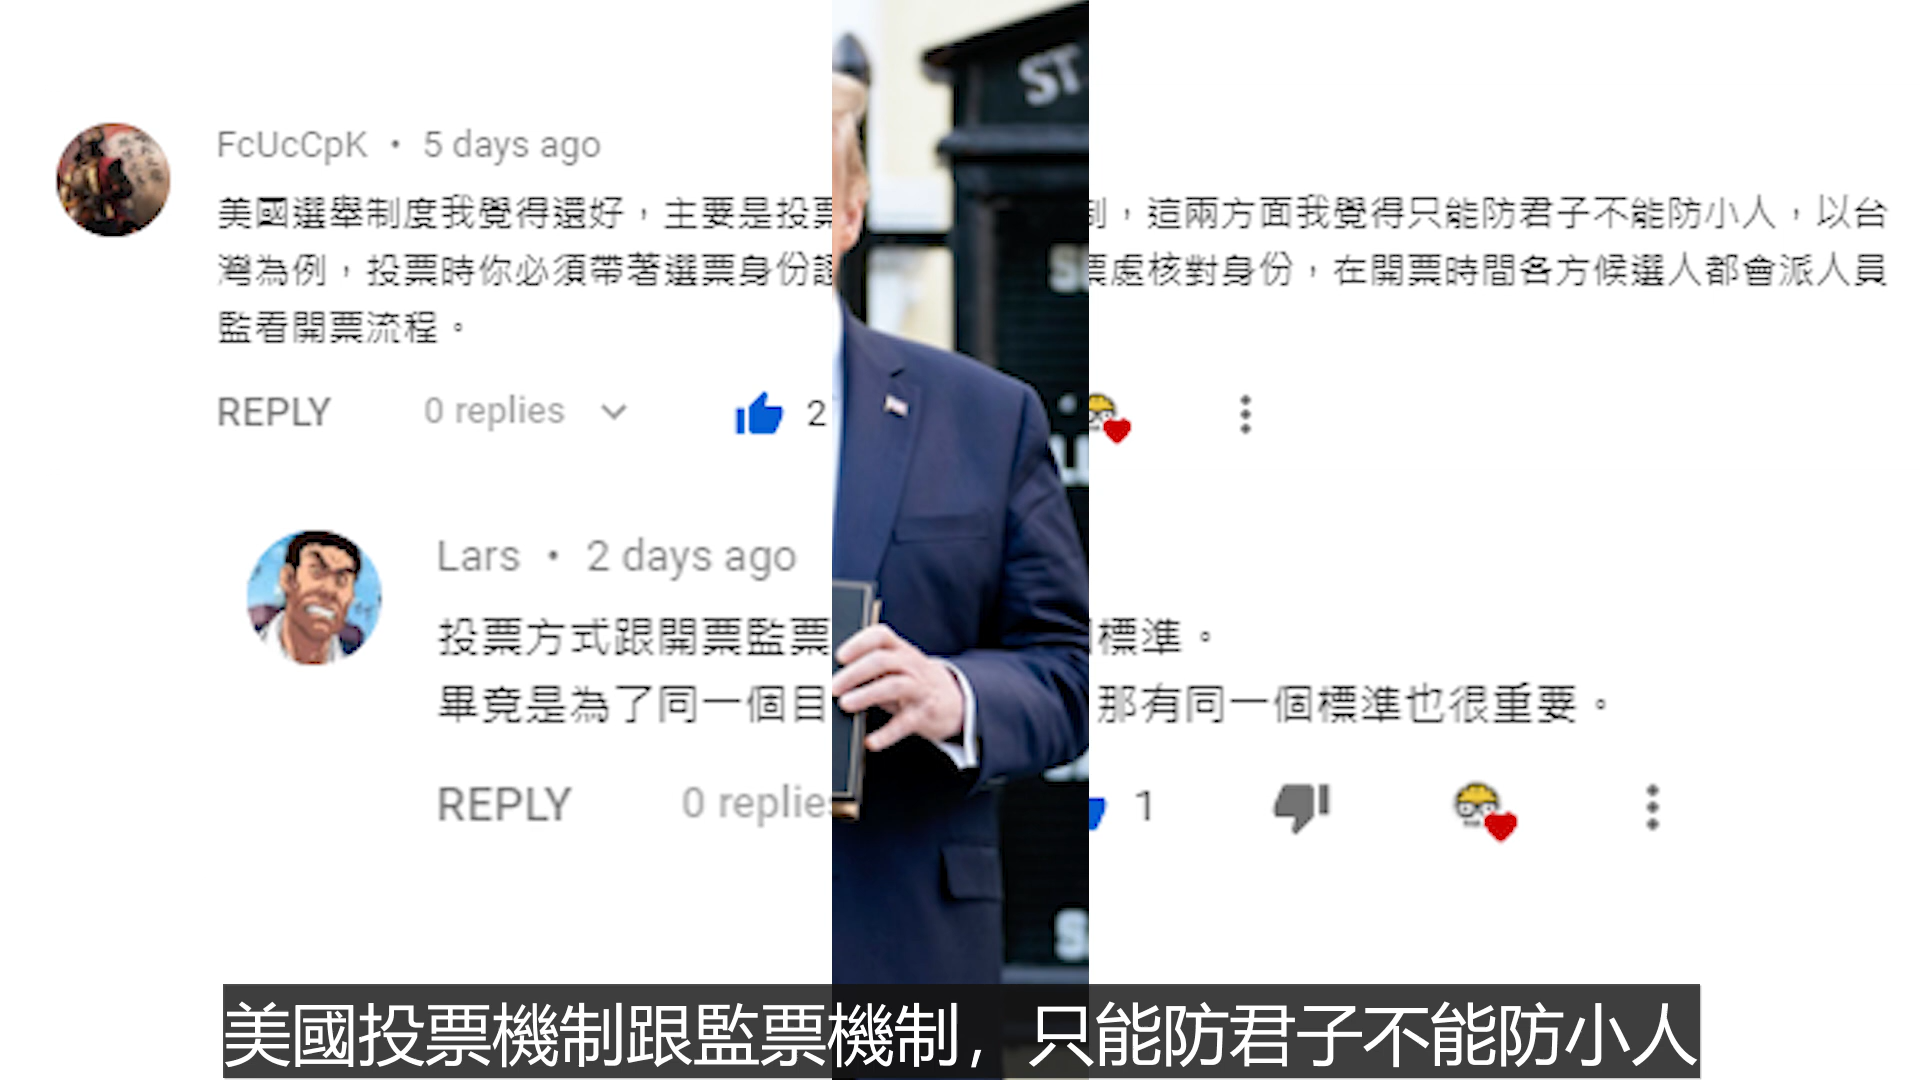 FcUcCpK • 5 days ago
美國選舉制度我覺得還好，主要是投票 制，這兩方面我覺得只能防君子不能防小人，以台
灣為例，投票時你必須帶著選票身份證 票處核對身份，在開票時間各方候選人都會派人員
監看開票流程。
REPLY 0 replies 2
Lars • 2 days ago
投票方式跟開票監票 標準。
畢竟是為了同一個目 那有同一個標準也很重要。
REPLY 0 replies 1
ST
美國投票機制跟監票機制，只能防君子不能防小人